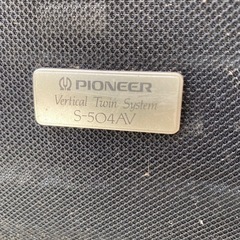 PIONEER
Vertical Twin System
S-504AV